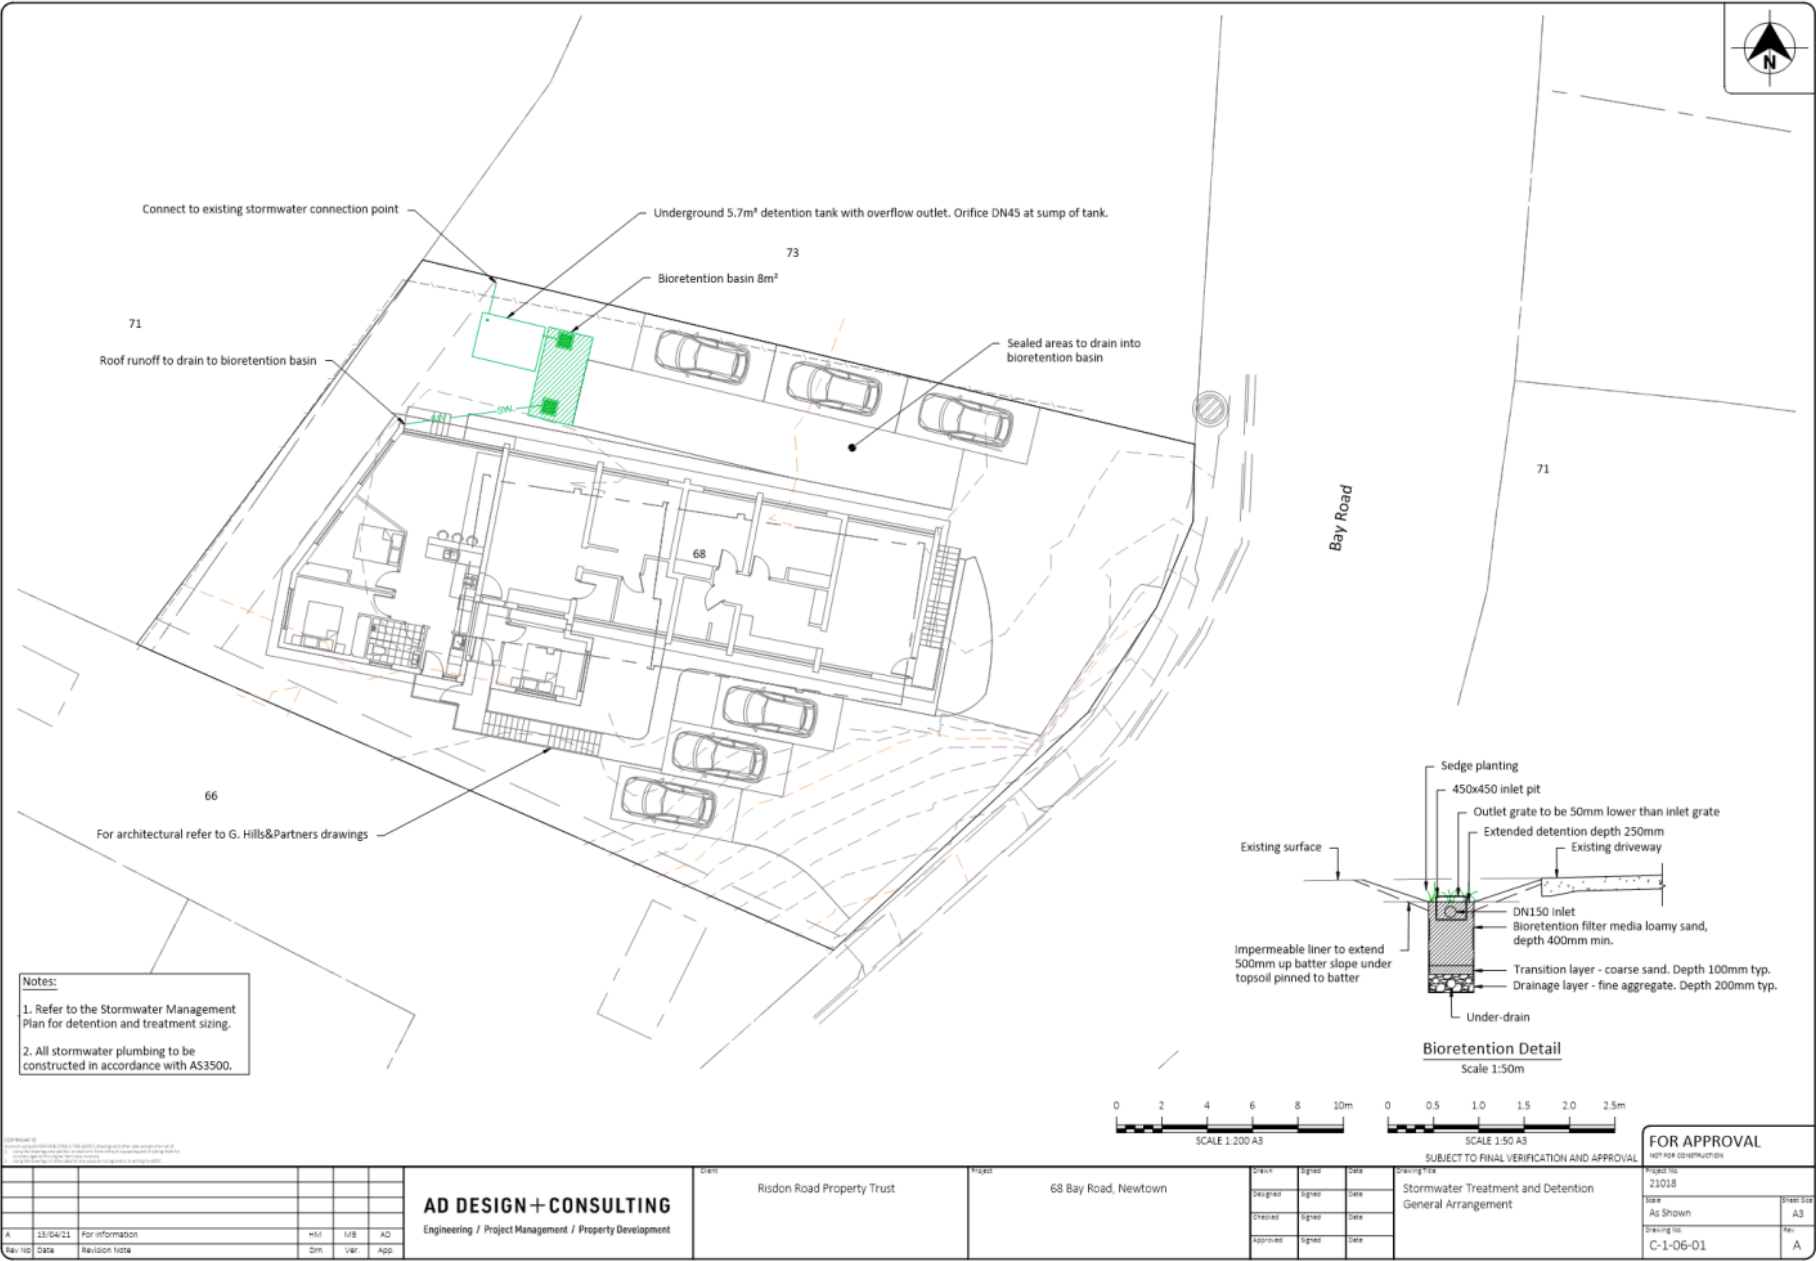 N
Connect to existing stormwater connection point
Underground 5.7m³ detention tank with overflow outlet. Orifice DN45 at sump of tank.
73
Bioretention basin 8m²
71
Roof runoff to drain to bioretention basin
Sealed areas to drain into
bioretention basin
SW
SW
71
Bay Road
68
66
For architectural refer to G. Hills&Partners drawings
Sedge planting
450x450 inlet pit
Outlet grate to be 50mm lower than inlet grate
Extended detention depth 250mm
Existing surface
Existing driveway
DN150 Inlet
Bioretention filter media loamy sand,
depth 400mm min.
Impermeable liner to extend
500mm up batter slope under
topsoil pinned to batter
Transition layer - coarse sand. Depth 100mm typ.
Drainage layer - fine aggregate. Depth 200mm typ.
Under-drain
Bioretention Detail
Scale 1:50m
Notes:
1. Refer to the Stormwater Management
Plan for detention and treatment sizing.
2. All stormwater plumbing to be
constructed in accordance with AS3500.
0 2 4 6 8 10m
SCALE 1:200 A3
0 0.5 1.0 1.5 2.0 2.5m
SCALE 1:50 A3
SUBJECT TO FINAL VERIFICATION AND APPROVAL
FOR APPROVAL
NOT FOR CONSTRUCTION
COPYRIGHT ©
A 13/04/21 For information HM MB AD
Rev No Date Revision Note Drn Ver. App.
AD DESIGN+CONSULTING
Engineering / Project Management / Property Development
Client
Risdon Road Property Trust
Project
68 Bay Road, Newtown
Drawn Signed Date
Designed Signed Date
Checked Signed Date
Approved Signed Date
Drawing Title
Stormwater Treatment and Detention
General Arrangement
Project No.
21018
Scale
As Shown
Sheet Size
A3
Drawing No.
C-1-06-01
Rev
A